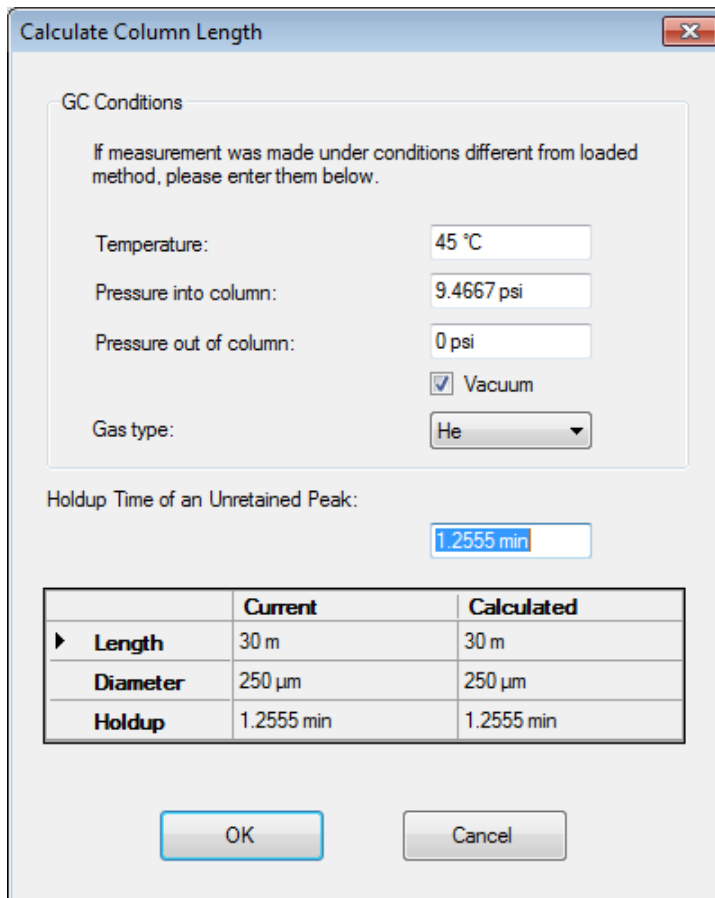 Calculate Column Length
GC Conditions
If measurement was made under conditions different from loaded
method, please enter them below.
Temperature: 45 °C
Pressure into column: 9.4667 psi
Pressure out of column: 0 psi
Vacuum
Gas type: He
Holdup Time of an Unretained Peak:
1.2555 min
Current Calculated
Length 30 m 30 m
Diameter 250 µm 250 µm
Holdup 1.2555 min 1.2555 min
OK Cancel